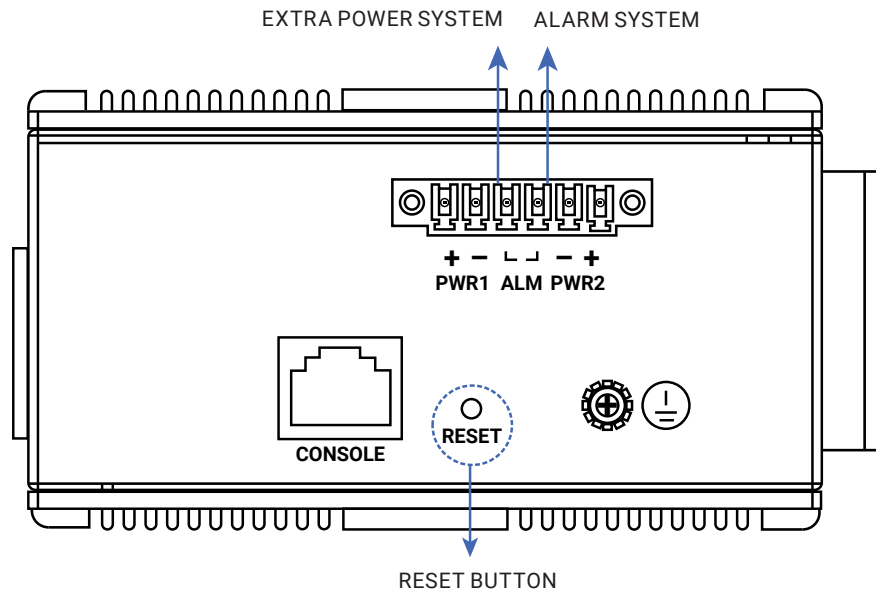 EXTRA POWER SYSTEM ALARM SYSTEM
+ − − +
PWR1 ALM PWR2
CONSOLE
RESET
RESET BUTTON